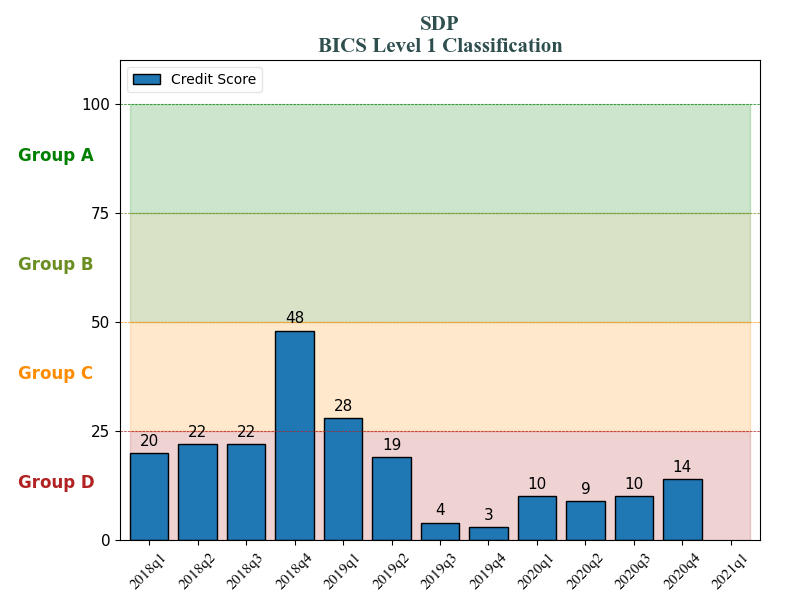 SDP
BICS Level 1 Classification
Credit Score
100
Group A
75
Group B
50
48
Group C
28
25
20
22
22
19
Group D
4
3
10
9
10
14
0
2018q1
2018q2
2018q3
2018q4
2019q1
2019q2
2019q3
2019q4
2020q1
2020q2
2020q3
2020q4
2021q1